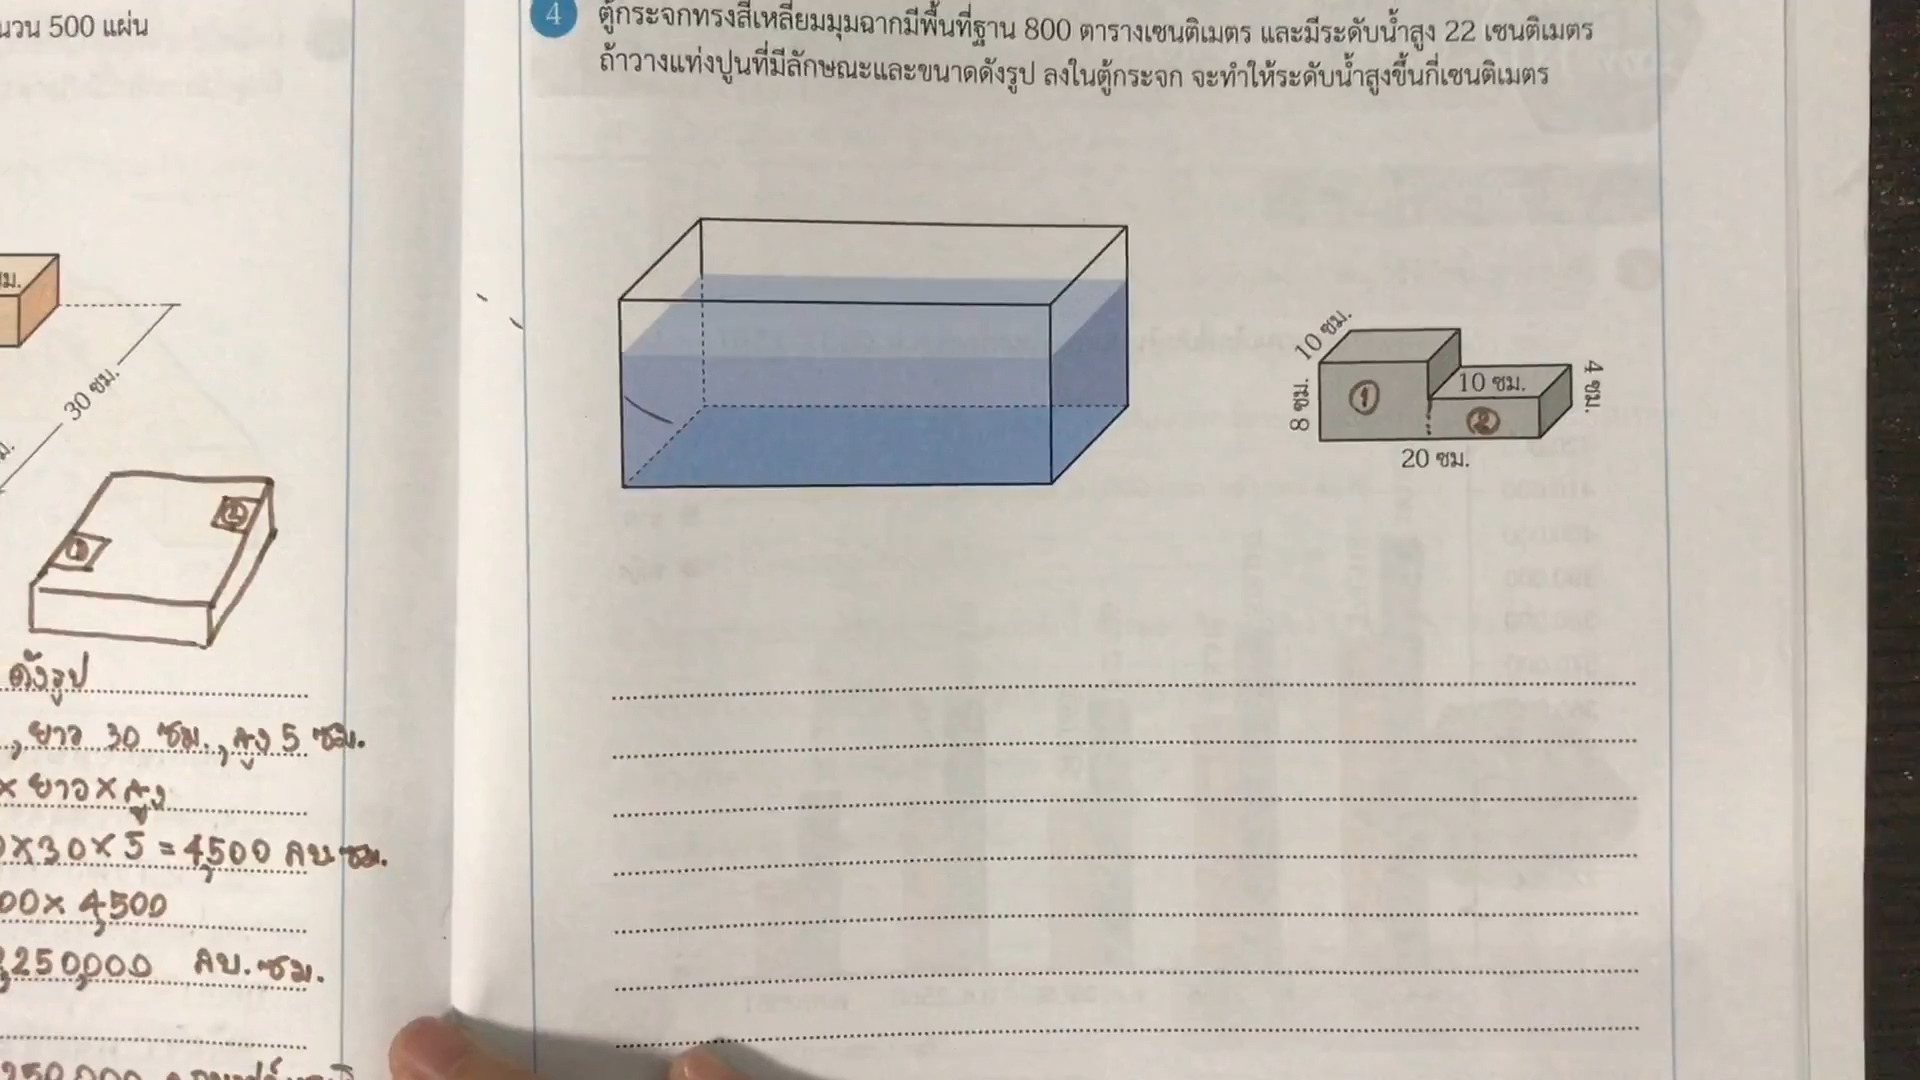 นวน 500 แผ่น
ซม.
30 ซม.
ดังรูป
, ยาว 30 ซม., สูง 5 ซม.
× ยาว × สูง
0×30×5 = 4,500 ลบ.ซม.
00× 4,500
,250,000 ลบ.ซม.
4 ตู้กระจกทรงสี่เหลี่ยมมุมฉากมีพื้นที่ฐาน 800 ตารางเซนติเมตร และมีระดับน้ำสูง 22 เซนติเมตร
ถ้าวางแท่งปูนที่มีลักษณะและขนาดดังรูป ลงในตู้กระจก จะทำให้ระดับน้ำสูงขึ้นกี่เซนติเมตร
10 ซม.
8 ซม.
1
10 ซม.
2
4 ซม.
20 ซม.